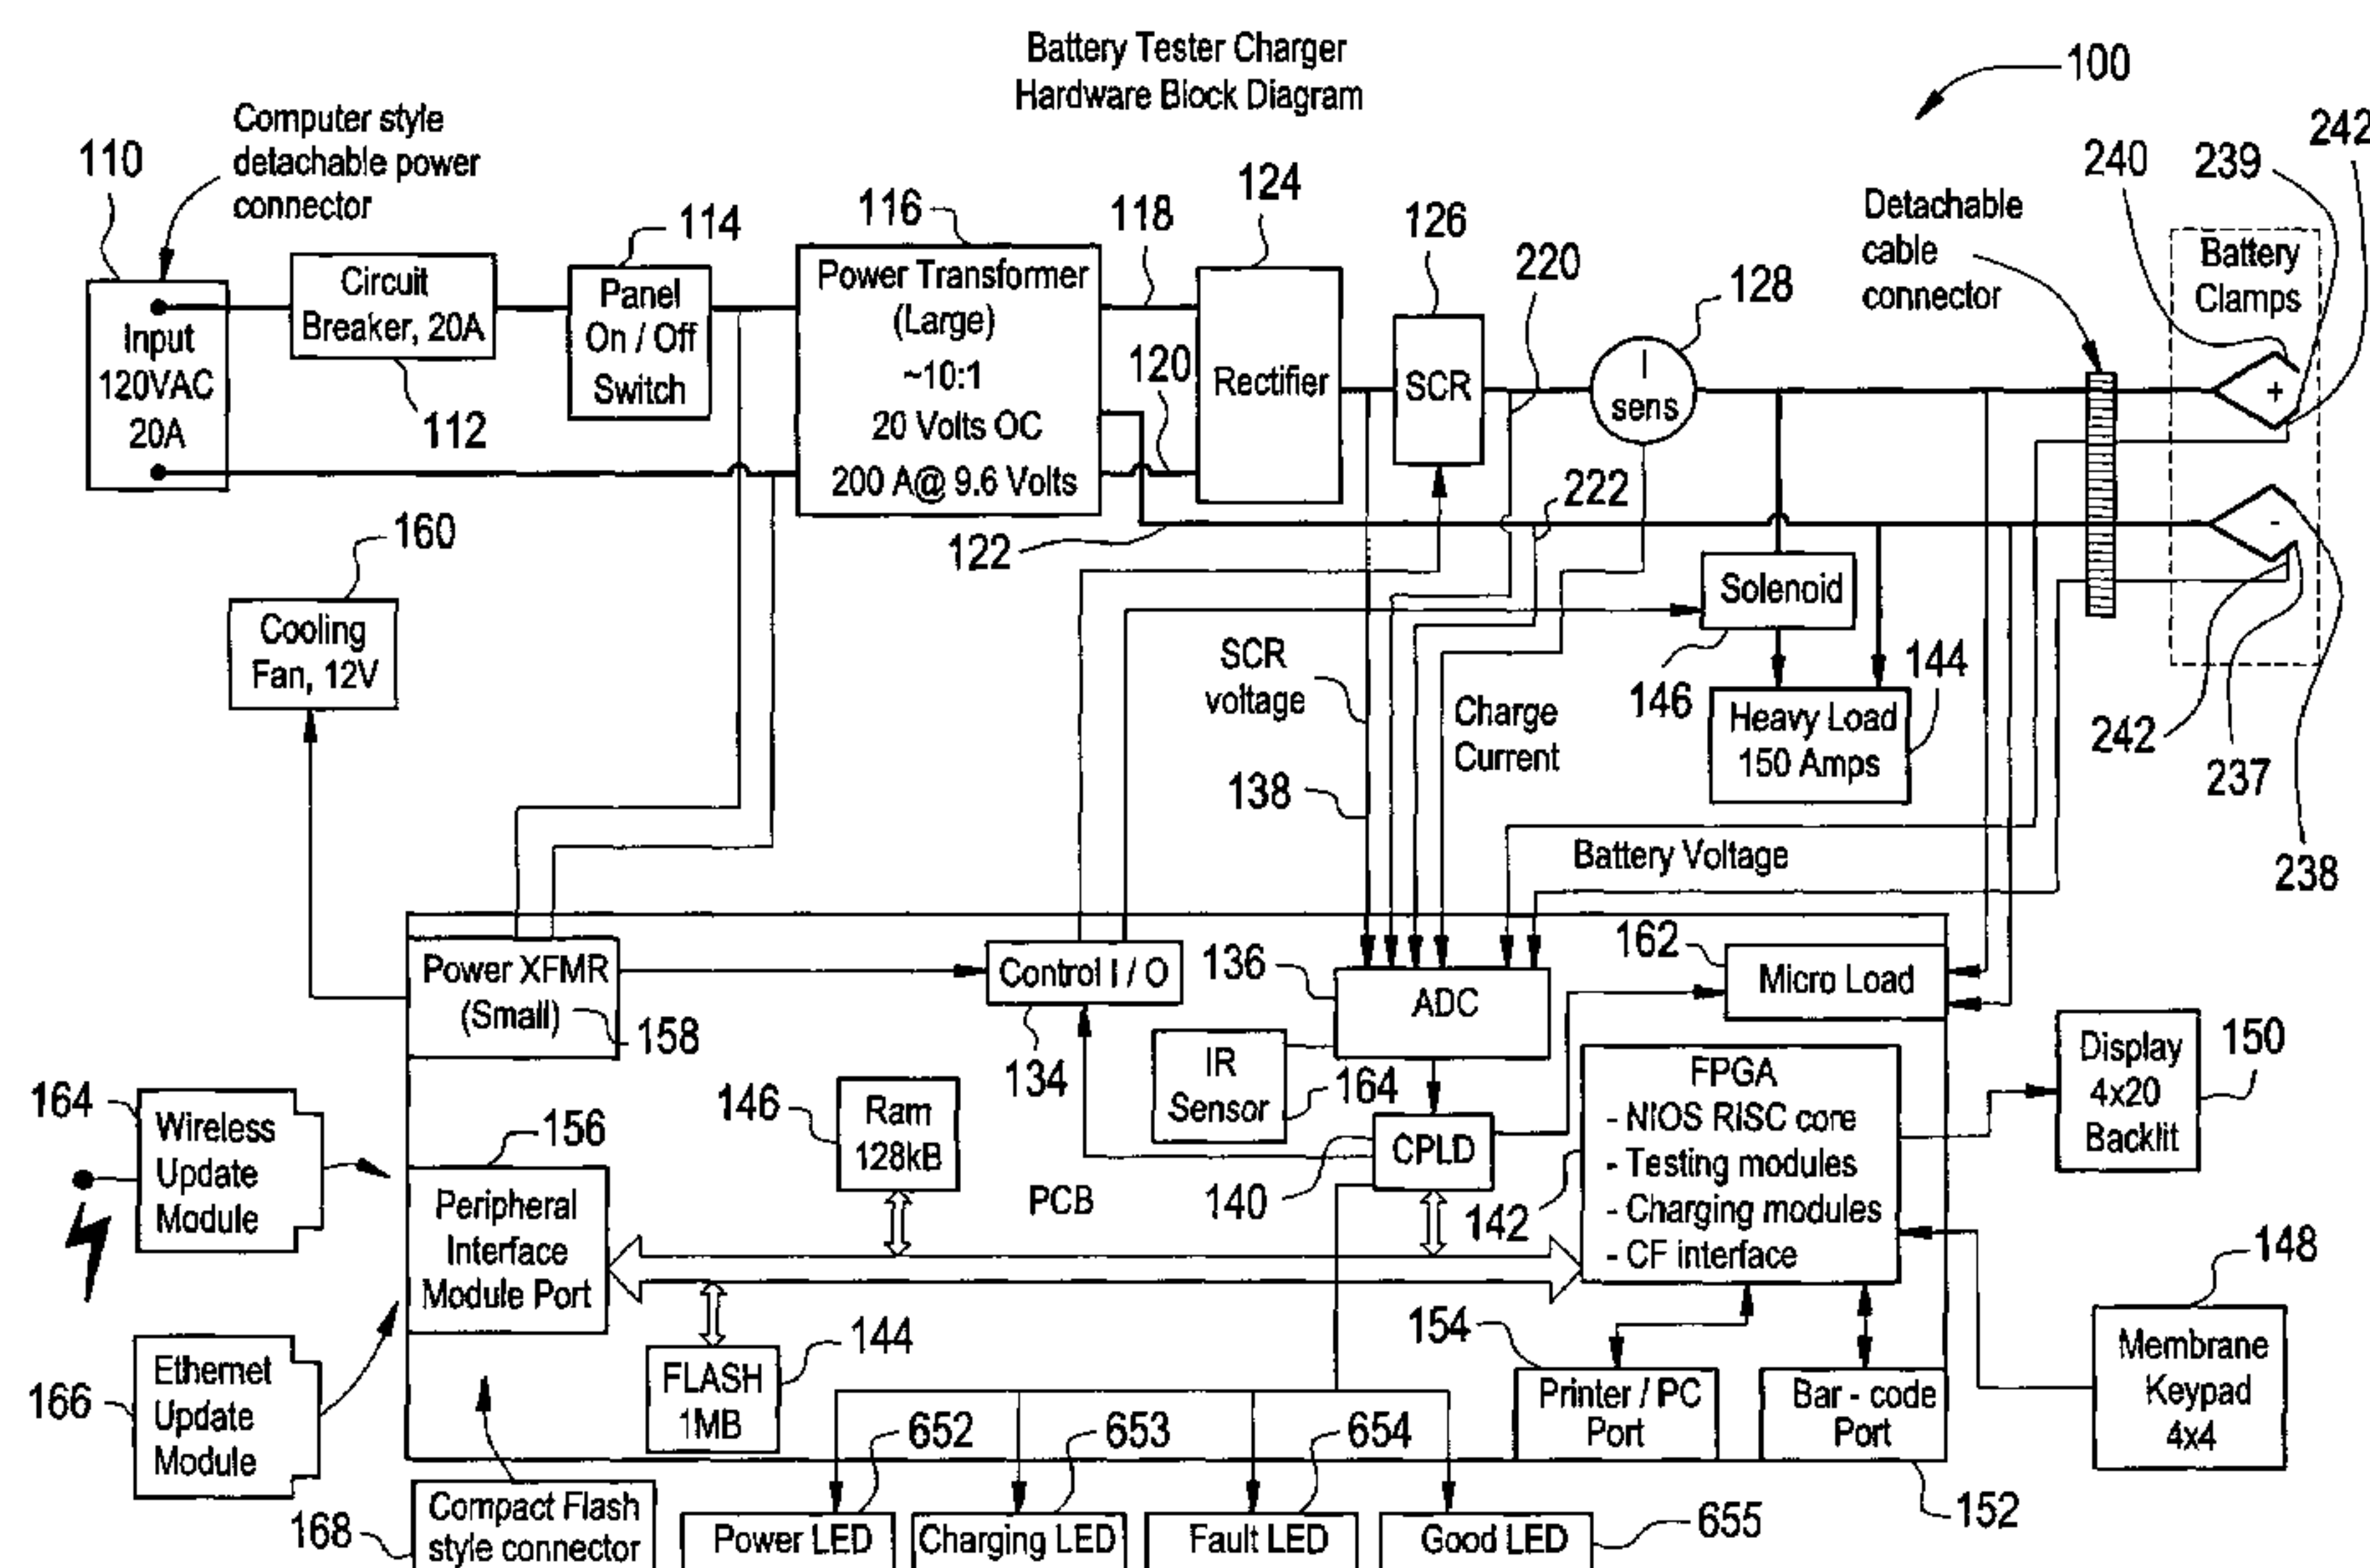 Battery Tester Charger
Hardware Block Diagram
100
Computer style
detachable power
connector
110
Input
120VAC
20A
Circuit
Breaker, 20A
112
114
Panel
On / Off
Switch
116
Power Transformer
(Large)
~10:1
20 Volts OC
200 A@ 9.6 Volts
118
120
122
124
Rectifier
126
SCR
220
222
128
I
sens
Detachable
cable
connector
240
239
242
Battery
Clamps
+
-
242
237
238
160
Cooling
Fan, 12V
SCR
voltage
138
Charge
Current
Solenoid
146
144
Heavy Load
150 Amps
Battery Voltage
Power XFMR
(Small)
158
Control I / O
134
136
ADC
162
Micro Load
IR
Sensor
164
146
Ram
128kB
PCB
CPLD
140
142
FPGA
- NIOS RISC core
- Testing modules
- Charging modules
- CF interface
Display
4x20
Backlit
150
164
Wireless
Update
Module
156
Peripheral
Interface
Module Port
148
Membrane
Keypad
4x4
166
Ethernet
Update
Module
FLASH
1MB
144
154
Printer / PC
Port
Bar - code
Port
152
168
Compact Flash
style connector
652
Power LED
653
Charging LED
654
Fault LED
655
Good LED